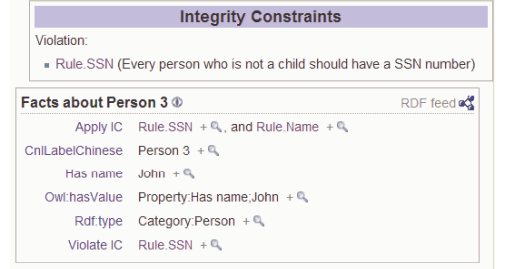 Integrity Constraints
Violation:
Rule.SSN (Every person who is not a child should have a SSN number)
Facts about Person 3
RDF feed
Apply IC Rule.SSN + , and Rule.Name +
CnlLabelChinese Person 3 +
Has name John +
Owl:hasValue Property:Has name;John +
Rdf:type Category:Person +
Violate IC Rule.SSN +